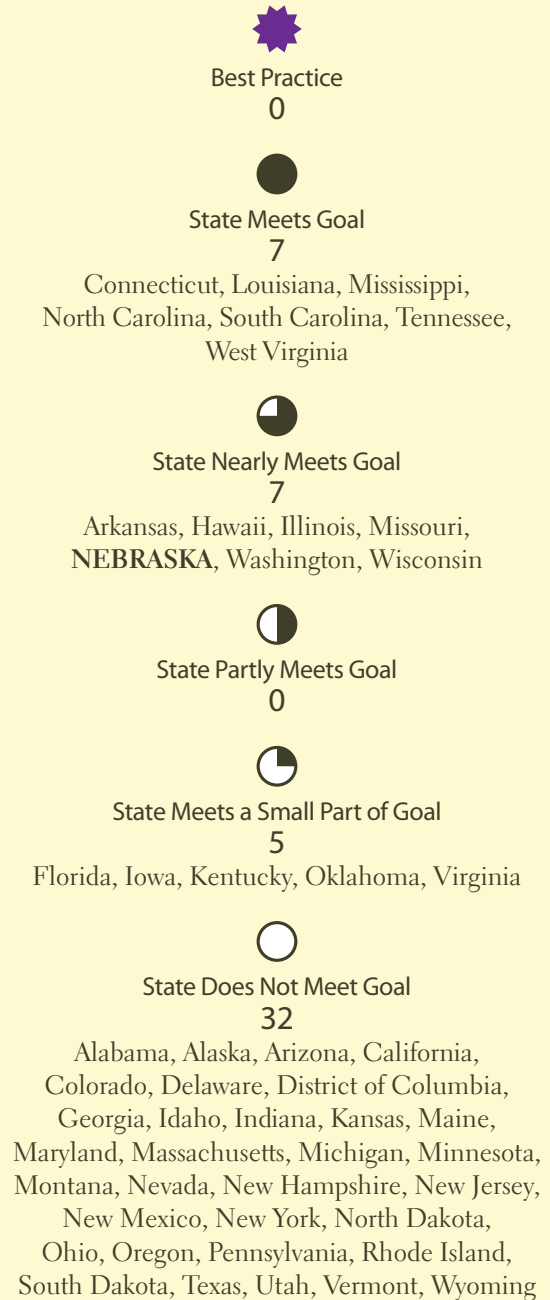 Best Practice
0
State Meets Goal
7
Connecticut, Louisiana, Mississippi,
North Carolina, South Carolina, Tennessee,
West Virginia
State Nearly Meets Goal
7
Arkansas, Hawaii, Illinois, Missouri,
NEBRASKA, Washington, Wisconsin
State Partly Meets Goal
0
State Meets a Small Part of Goal
5
Florida, Iowa, Kentucky, Oklahoma, Virginia
State Does Not Meet Goal
32
Alabama, Alaska, Arizona, California,
Colorado, Delaware, District of Columbia,
Georgia, Idaho, Indiana, Kansas, Maine,
Maryland, Massachusetts, Michigan, Minnesota,
Montana, Nevada, New Hampshire, New Jersey,
New Mexico, New York, North Dakota,
Ohio, Oregon, Pennsylvania, Rhode Island,
South Dakota, Texas, Utah, Vermont, Wyoming